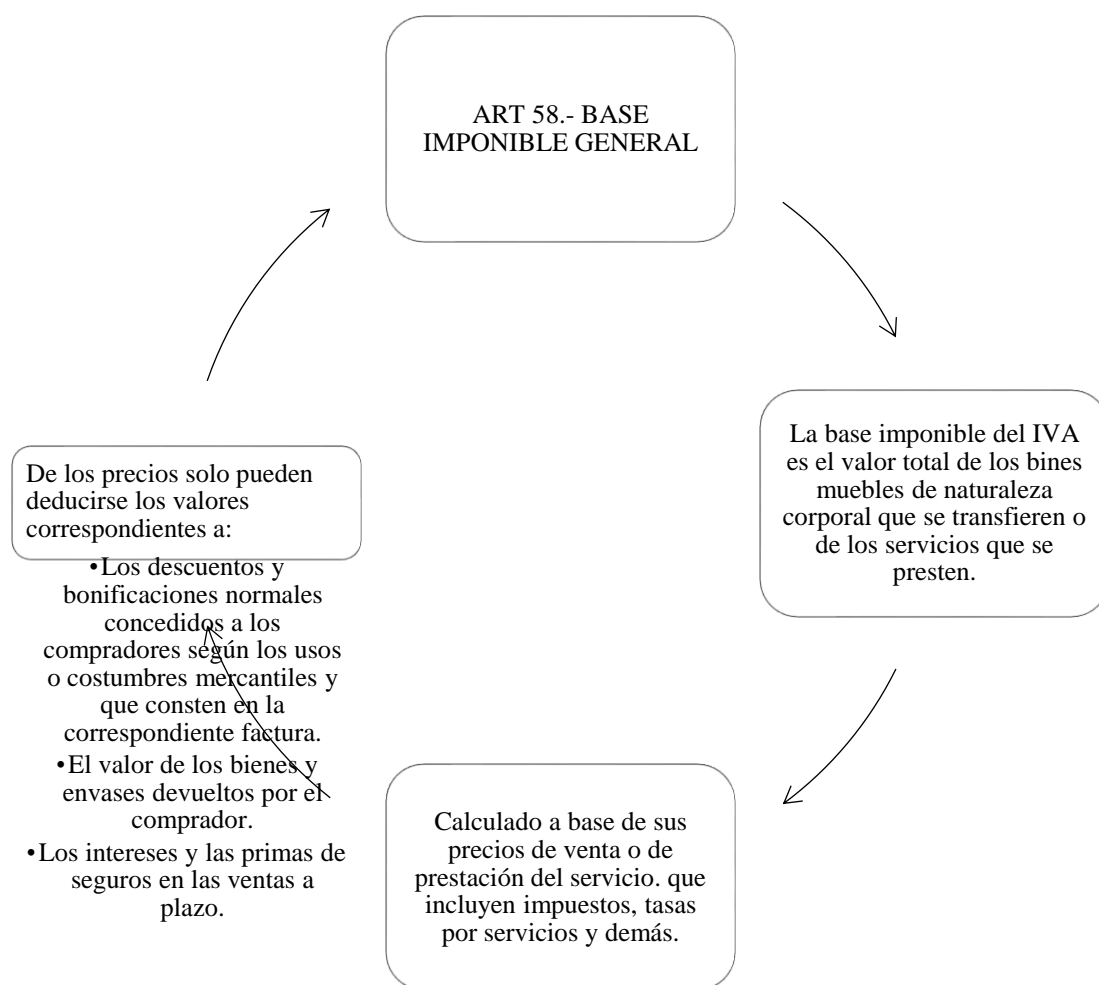 ART 58.- BASE
IMPONIBLE GENERAL
La base imponible del IVA
es el valor total de los bines
muebles de naturaleza
corporal que se transfieren o
de los servicios que se
presten.
Calculado a base de sus
precios de venta o de
prestación del servicio. que
incluyen impuestos, tasas
por servicios y demás.
De los precios solo pueden
deducirse los valores
correspondientes a:
•Los descuentos y
bonificaciones normales
concedidos a los
compradores según los usos
o costumbres mercantiles y
que consten en la
correspondiente factura.
•El valor de los bienes y
envases devueltos por el
comprador.
•Los intereses y las primas de
seguros en las ventas a
plazo.